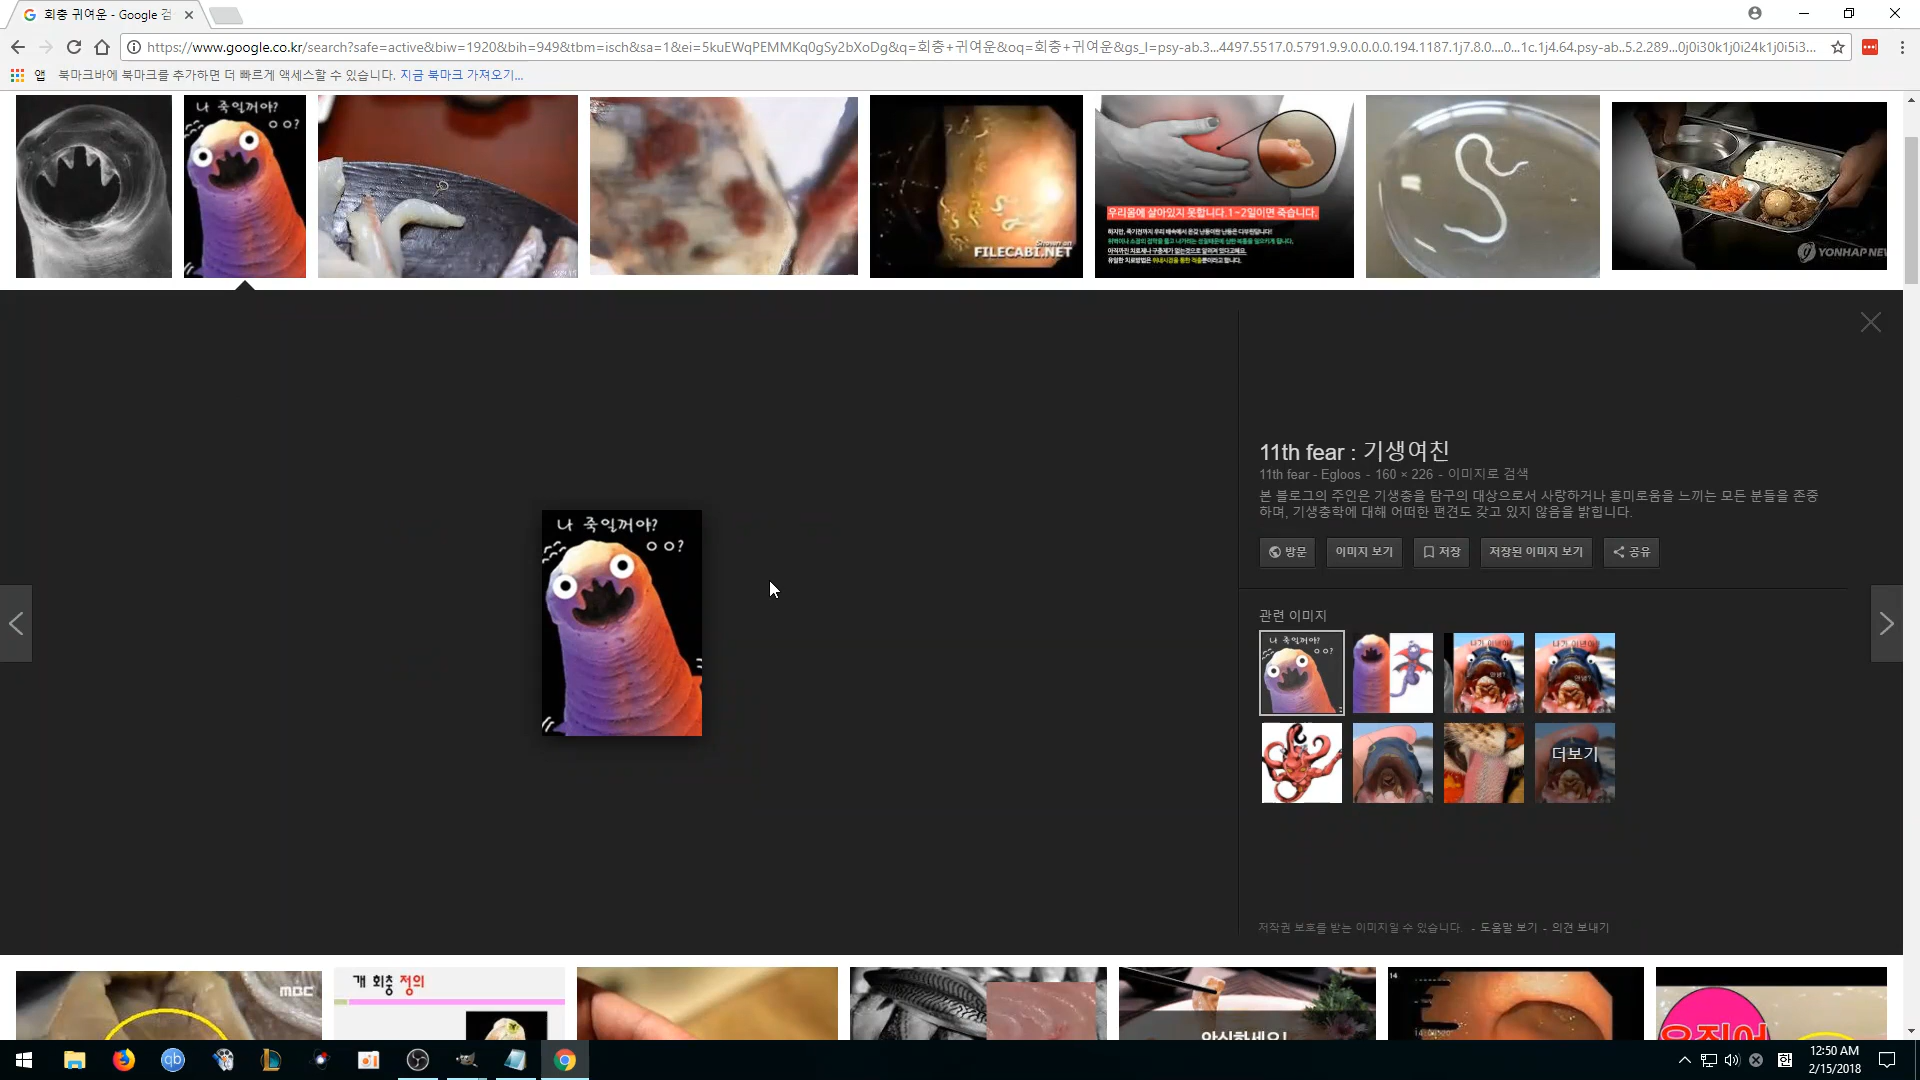 회충 귀여운 - Google 검
https://www.google.co.kr/search?safe=active&biw=1920&bih=949&tbm=isch&sa=1&ei=5kuEWqPEMMKq0gSy2bXoDg&q=회충+귀여운&oq=회충+귀여운&gs_l=psy-ab.3...4497.5517.0.5791.9.9.0.0.0.0.194.1187.1j7.8.0....0...1c.1j4.64.psy-ab..5.2.289...0j0i30k1j0i24k1j0i5i3...
앱 북마크바에 북마크를 추가하면 더 빠르게 액세스할 수 있습니다. 지금 북마크 가져오기...
나 죽일꺼야?
ㅇㅇ?
Shown on
FILECABI.NET
우리몸에 살아있지 못합니다.1~2일이면 죽습니다.
YONHAP NEW
11th fear : 기생여친
11th fear - Egloos - 160 × 226 - 이미지로 검색
본 블로그의 주인은 기생충을 탐구의 대상으로서 사랑하거나 흥미로움을 느끼는 모든 분들을 존중
하며, 기생충학에 대해 어떠한 편견도 갖고 있지 않음을 밝힙니다.
방문 이미지 보기 저장 저장된 이미지 보기 공유
나 죽일꺼야?
ㅇㅇ?
관련 이미지
나 죽일꺼야?
ㅇㅇ?
더보기
저작권 보호를 받는 이미지일 수 있습니다. - 도움말 보기 - 의견 보내기
MBC
개 회충 정의
안심하세요!
14
qb
한
12:50 AM
2/15/2018